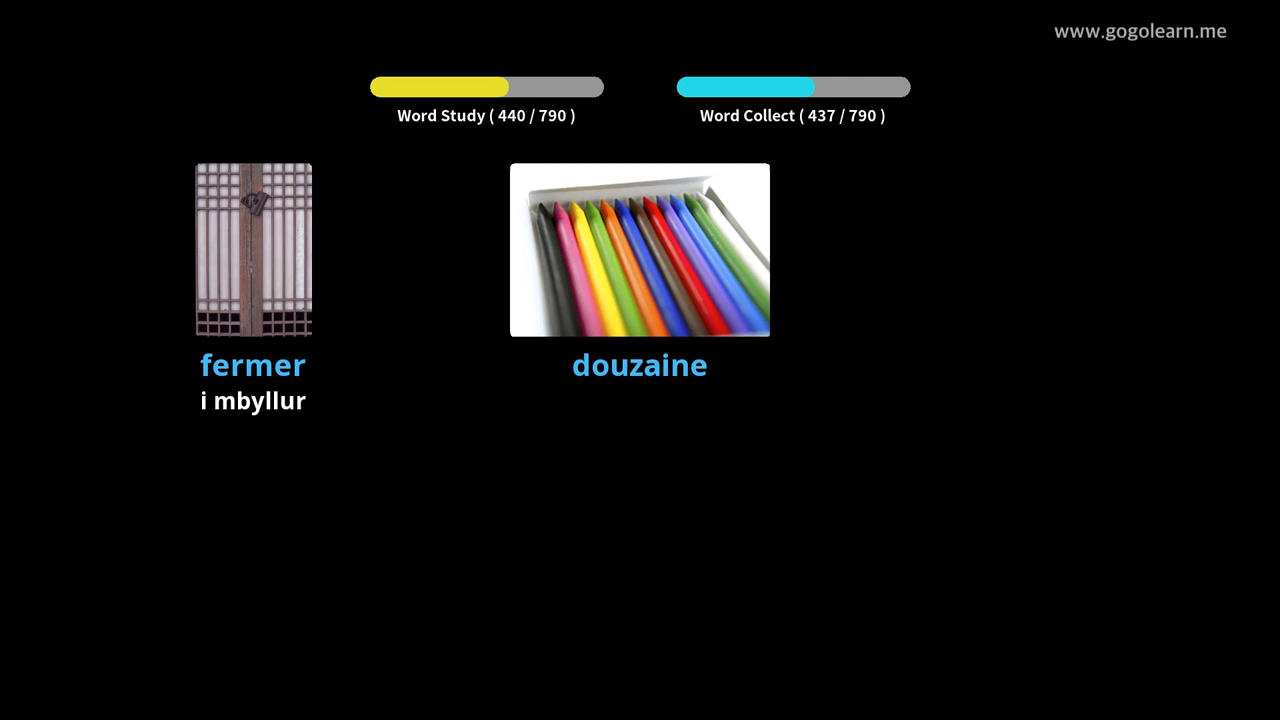 www.gogolearn.me
Word Study ( 440 / 790 )
Word Collect ( 437 / 790 )
fermer
i mbyllur
douzaine